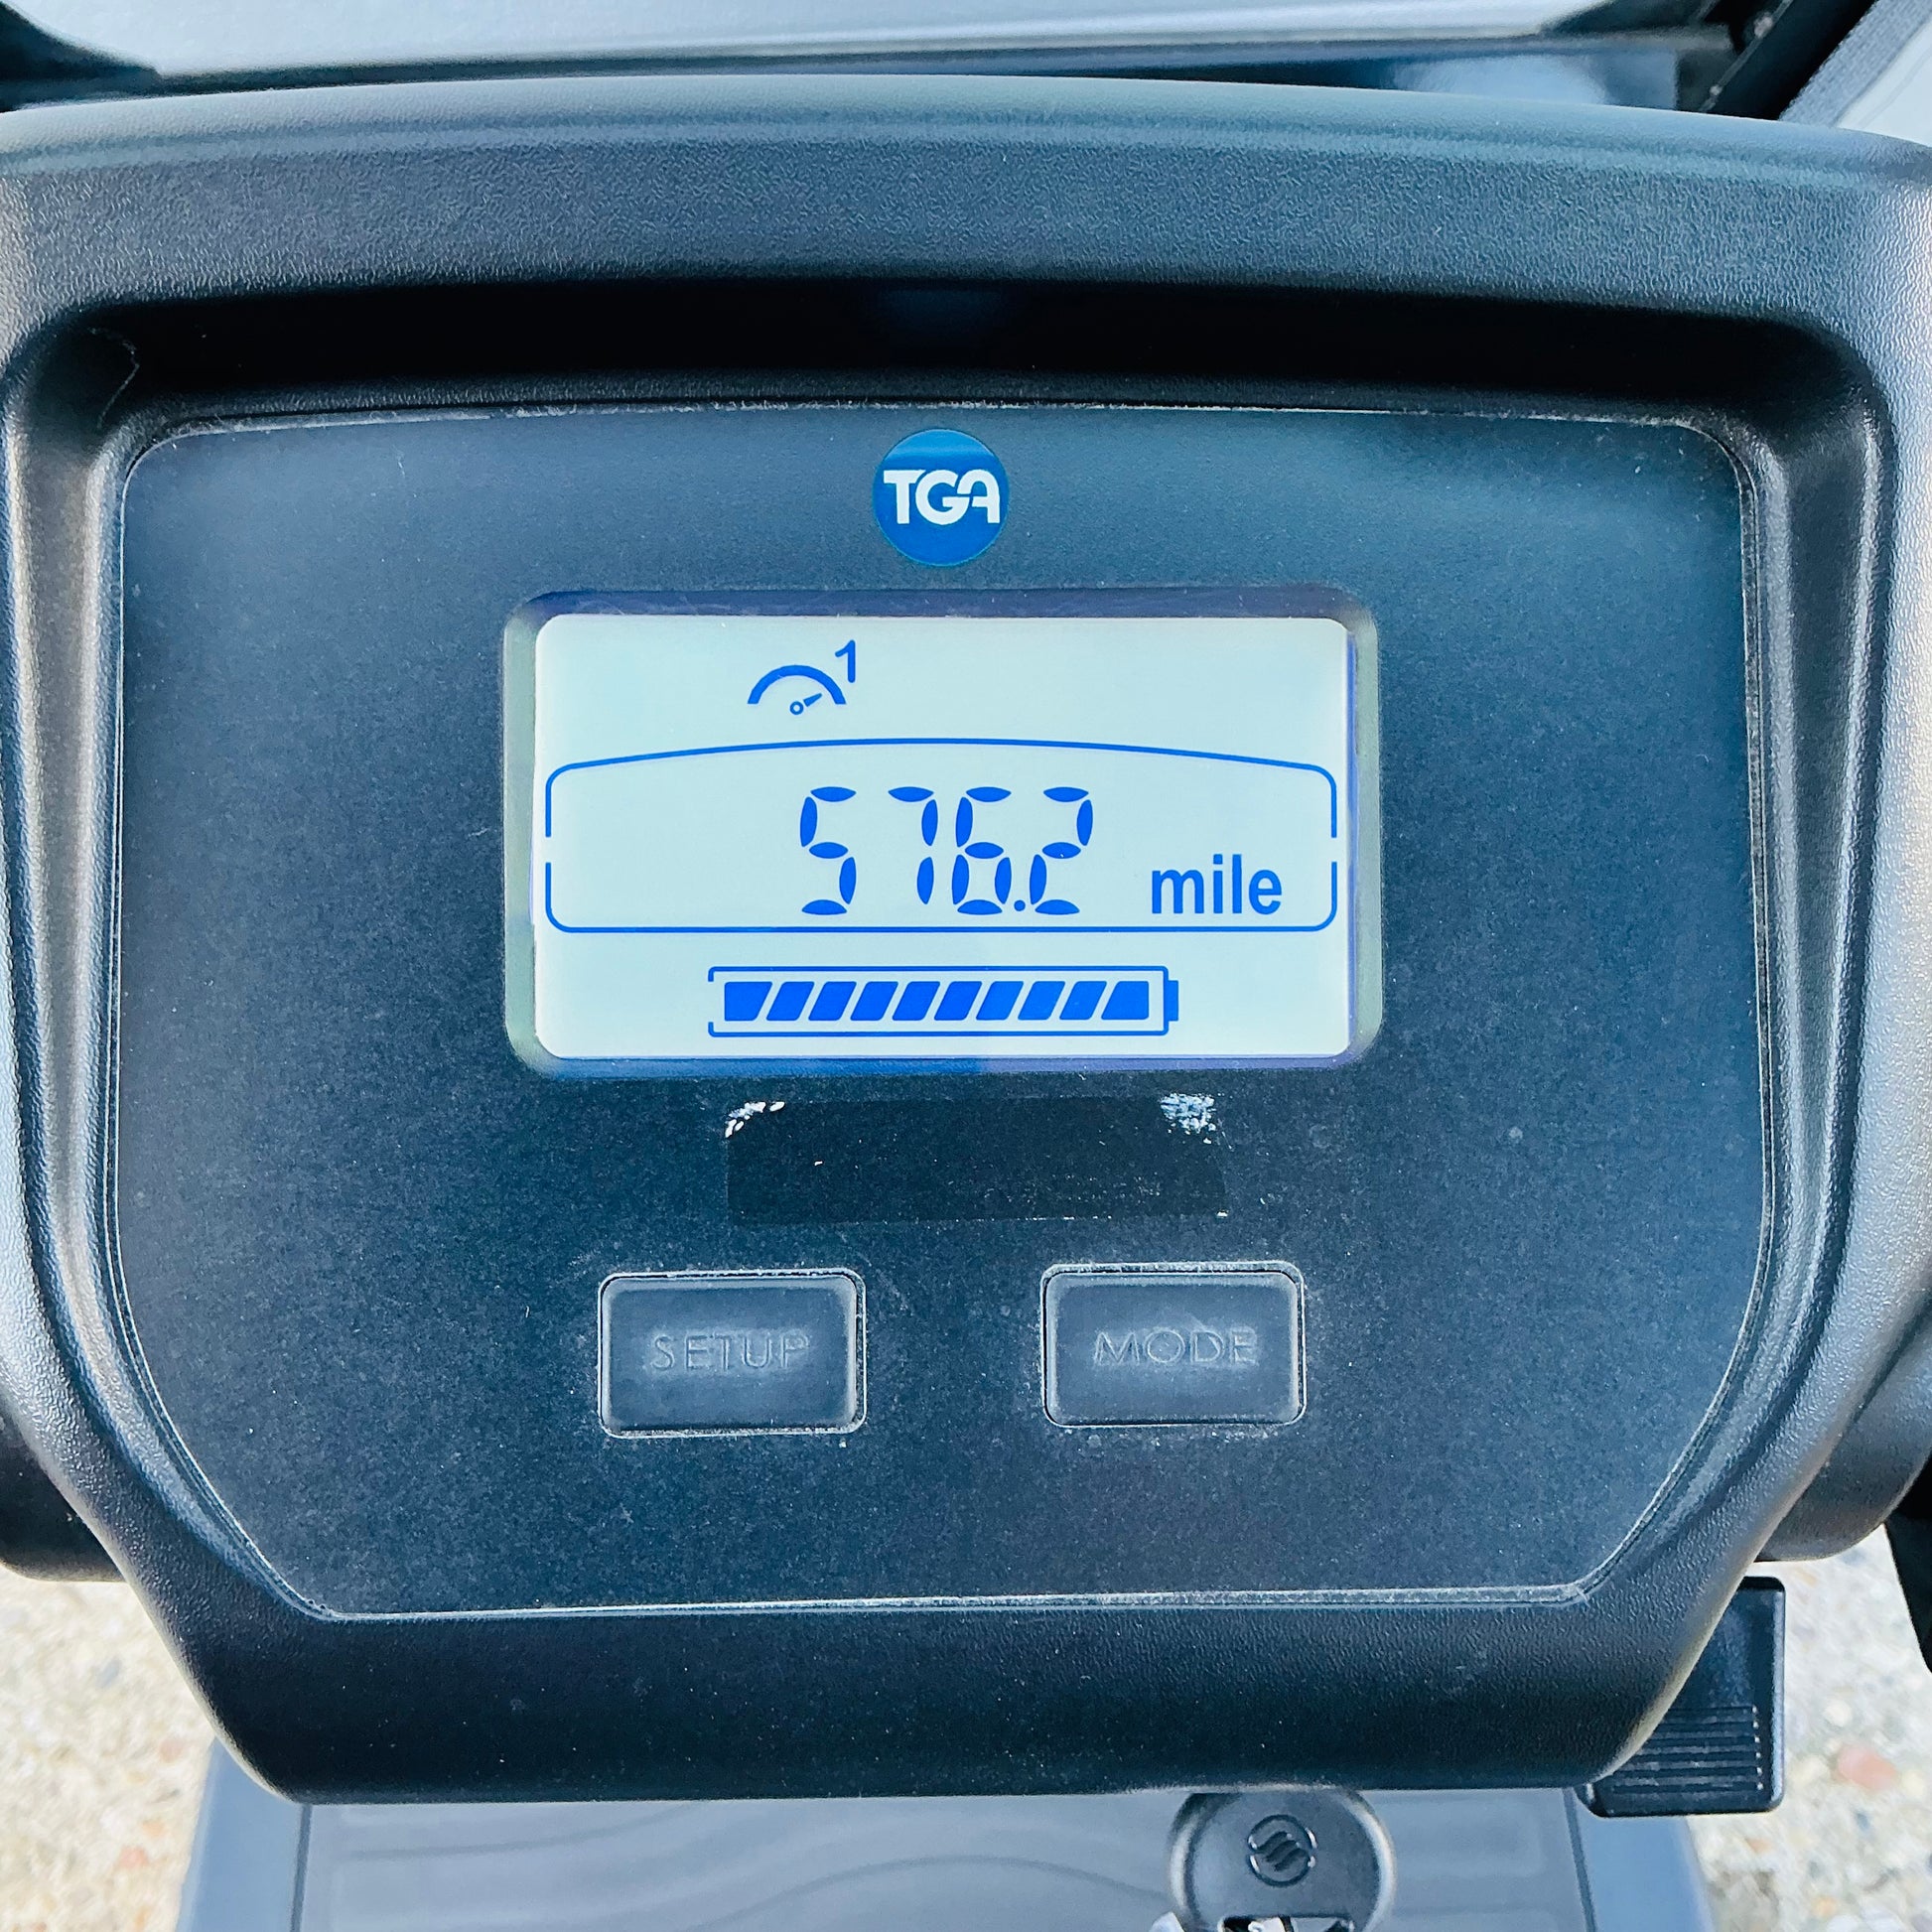 TGA
1
576.2 mile
SETUP MODE